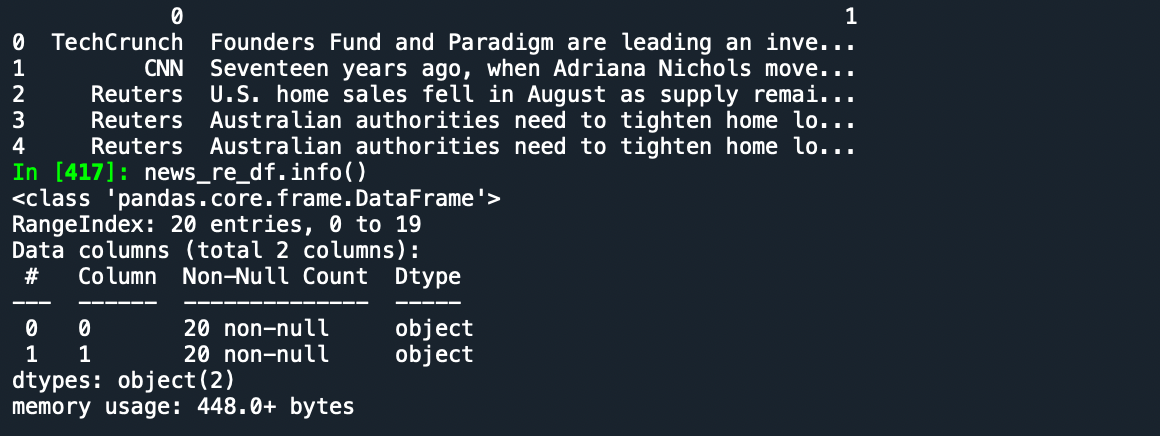 0 1
0 TechCrunch Founders Fund and Paradigm are leading an inve...
1 CNN Seventeen years ago, when Adriana Nichols move...
2 Reuters U.S. home sales fell in August as supply remai...
3 Reuters Australian authorities need to tighten home lo...
4 Reuters Australian authorities need to tighten home lo...
In [417]: news_re_df.info()
<class 'pandas.core.frame.DataFrame'>
RangeIndex: 20 entries, 0 to 19
Data columns (total 2 columns):
# Column Non-Null Count Dtype
--- ------ -------------- -----
0 0 20 non-null object
1 1 20 non-null object
dtypes: object(2)
memory usage: 448.0+ bytes